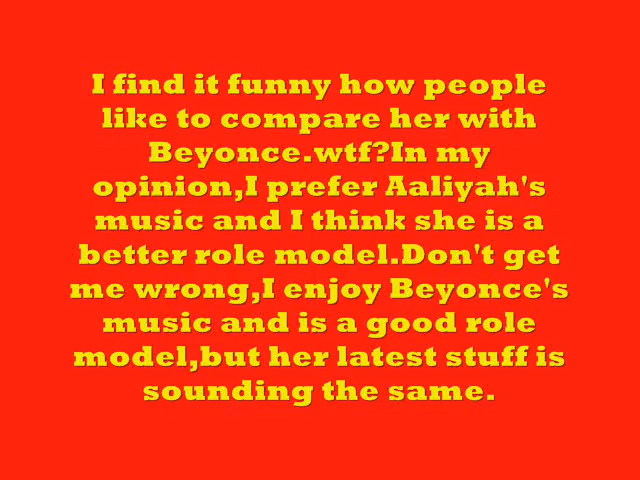 I find it funny how people
like to compare her with
Beyonce.wtf?In my
opinion,I prefer Aaliyah's
music and I think she is a
better role model.Don't get
me wrong,I enjoy Beyonce's
music and is a good role
model,but her latest stuff is
sounding the same.